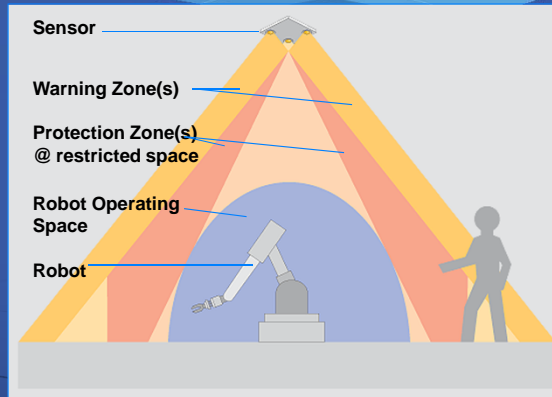 Sensor
Warning Zone(s)
Protection Zone(s)
@ restricted space
Robot Operating
Space
Robot